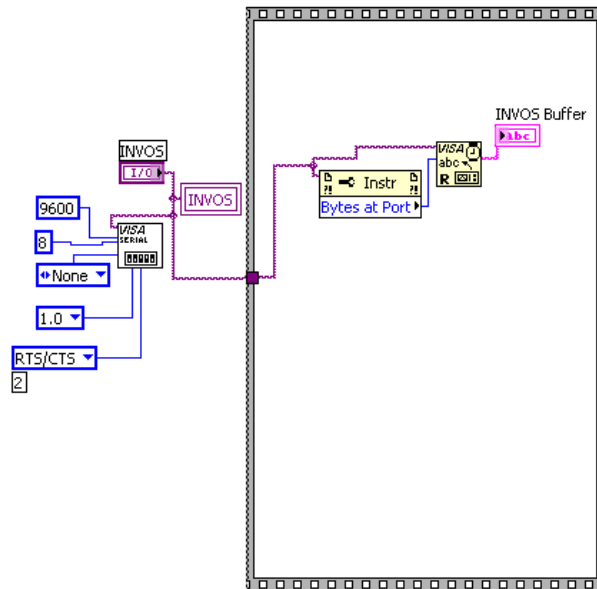 INVOS Buffer
abc
INVOS
I/O
INVOS
VISA
abc
R
Instr
Bytes at Port
9600
VISA
SERIAL
8
None
1.0
RTS/CTS
2